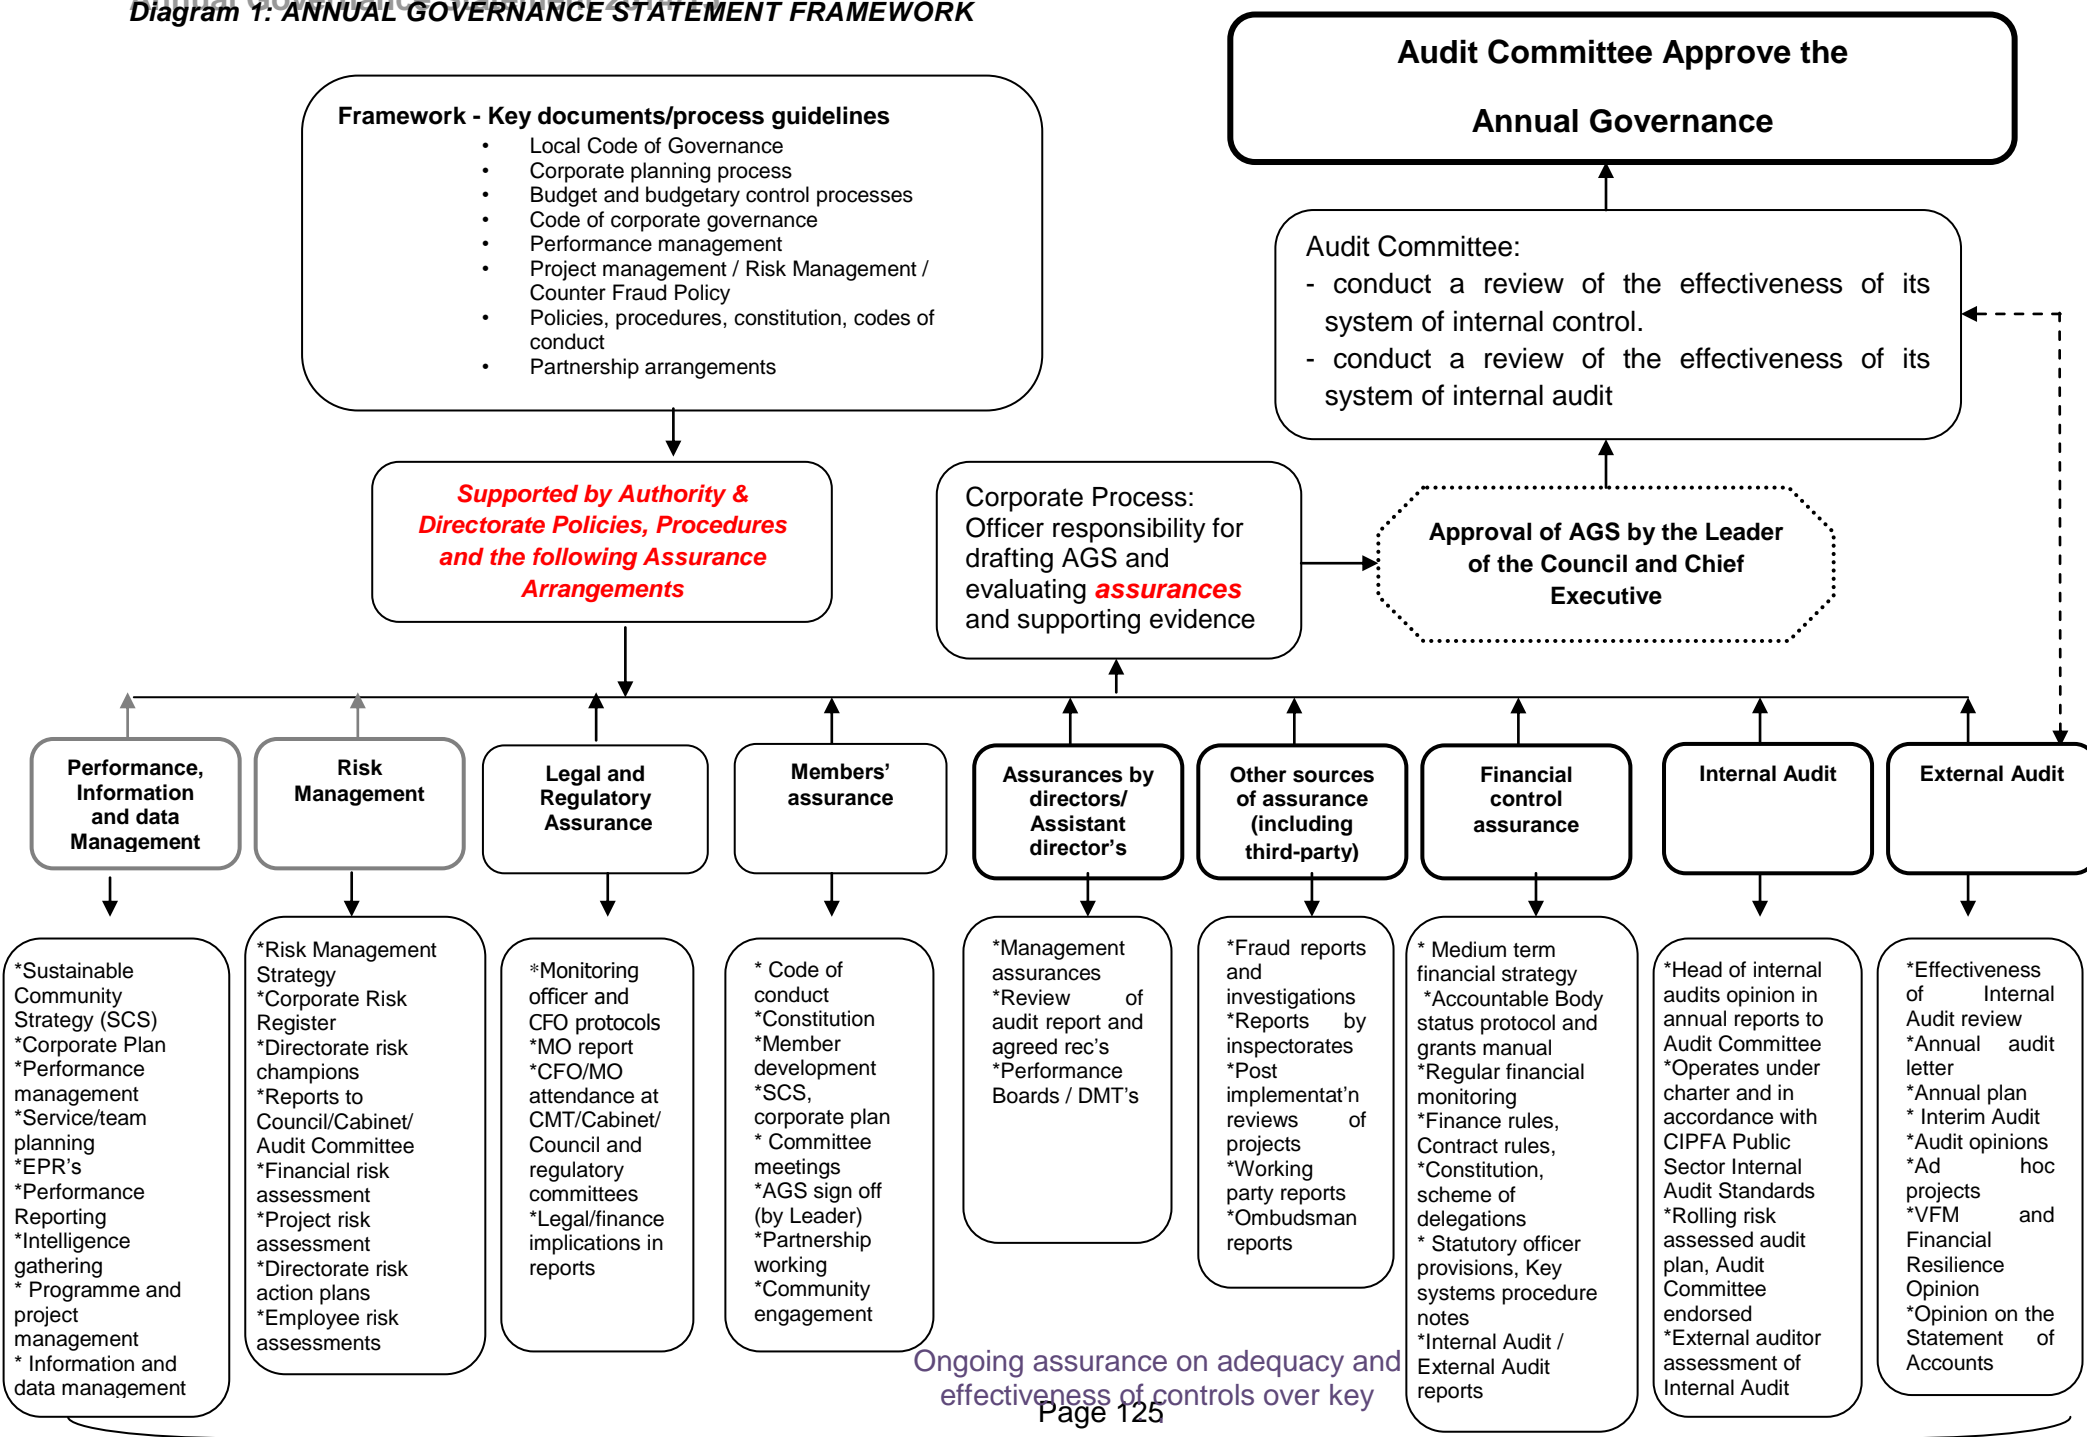 Annual Governance Statement 2014/15
Diagram 1: ANNUAL GOVERNANCE STATEMENT FRAMEWORK
Audit Committee Approve the
Annual Governance
Framework - Key documents/process guidelines
• Local Code of Governance
• Corporate planning process
• Budget and budgetary control processes
• Code of corporate governance
• Performance management
• Project management / Risk Management /
Counter Fraud Policy
• Policies, procedures, constitution, codes of
conduct
• Partnership arrangements
Audit Committee:
- conduct a review of the effectiveness of its
system of internal control.
- conduct a review of the effectiveness of its
system of internal audit
Supported by Authority &
Directorate Policies, Procedures
and the following Assurance
Arrangements
Corporate Process:
Officer responsibility for
drafting AGS and
evaluating assurances
and supporting evidence
Approval of AGS by the Leader
of the Council and Chief
Executive
Performance,
Information
and data
Management
Risk
Management
Legal and
Regulatory
Assurance
Members’
assurance
Assurances by
directors/
Assistant
director’s
Other sources
of assurance
(including
third-party)
Financial
control
assurance
Internal Audit
External Audit
*Sustainable
Community
Strategy (SCS)
*Corporate Plan
*Performance
management
*Service/team
planning
*EPR’s
*Performance
Reporting
*Intelligence
gathering
* Programme and
project
management
* Information and
data management
*Risk Management
Strategy
*Corporate Risk
Register
*Directorate risk
champions
*Reports to
Council/Cabinet/
Audit Committee
*Financial risk
assessment
*Project risk
assessment
*Directorate risk
action plans
*Employee risk
assessments
*Monitoring
officer and
CFO protocols
*MO report
*CFO/MO
attendance at
CMT/Cabinet/
Council and
regulatory
committees
*Legal/finance
implications in
reports
* Code of
conduct
*Constitution
*Member
development
*SCS,
corporate plan
* Committee
meetings
*AGS sign off
(by Leader)
*Partnership
working
*Community
engagement
*Management
assurances
*Review of
audit report and
agreed rec’s
*Performance
Boards / DMT’s
*Fraud reports
and
investigations
*Reports by
inspectorates
*Post
implementat’n
reviews of
projects
*Working
party reports
*Ombudsman
reports
* Medium term
financial strategy
*Accountable Body
status protocol and
grants manual
*Regular financial
monitoring
*Finance rules,
Contract rules,
*Constitution,
scheme of
delegations
* Statutory officer
provisions, Key
systems procedure
notes
*Internal Audit /
External Audit
reports
*Head of internal
audits opinion in
annual reports to
Audit Committee
*Operates under
charter and in
accordance with
CIPFA Public
Sector Internal
Audit Standards
*Rolling risk
assessed audit
plan, Audit
Committee
endorsed
*External auditor
assessment of
Internal Audit
*Effectiveness
of Internal
Audit review
*Annual audit
letter
*Annual plan
* Interim Audit
*Audit opinions
*Ad hoc
projects
*VFM and
Financial
Resilience
Opinion
*Opinion on the
Statement of
Accounts
Ongoing assurance on adequacy and
effectiveness of controls over key
Page 125